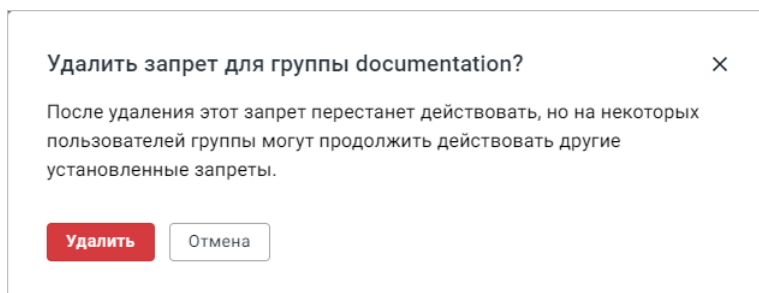 Удалить запрет для группы documentation?
После удаления этот запрет перестанет действовать, но на некоторых
пользователей группы могут продолжить действовать другие
установленные запреты.
Удалить
Отмена